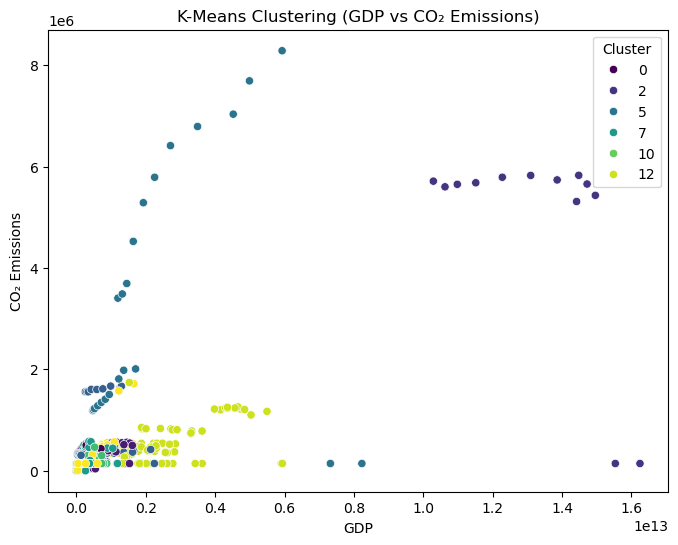 K-Means Clustering (GDP vs CO₂ Emissions)
1e6
Cluster
0
2
5
7
10
12
8
6
4
2
0
CO₂ Emissions
0.0 0.2 0.4 0.6 0.8 1.0 1.2 1.4 1.6
GDP
1e13